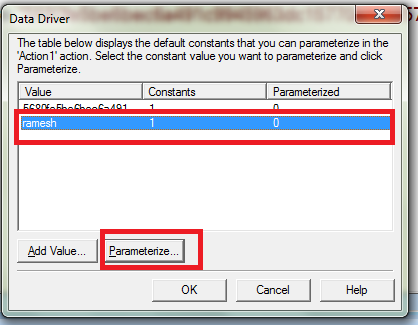 Data Driver
The table below displays the default constants that you can parameterize in the
'Action1' action. Select the constant value you want to parameterize and click
Parameterize.
Value Constants Parameterized
1 0
ramesh 1 0
Add Value... Parameterize...
OK Cancel Help